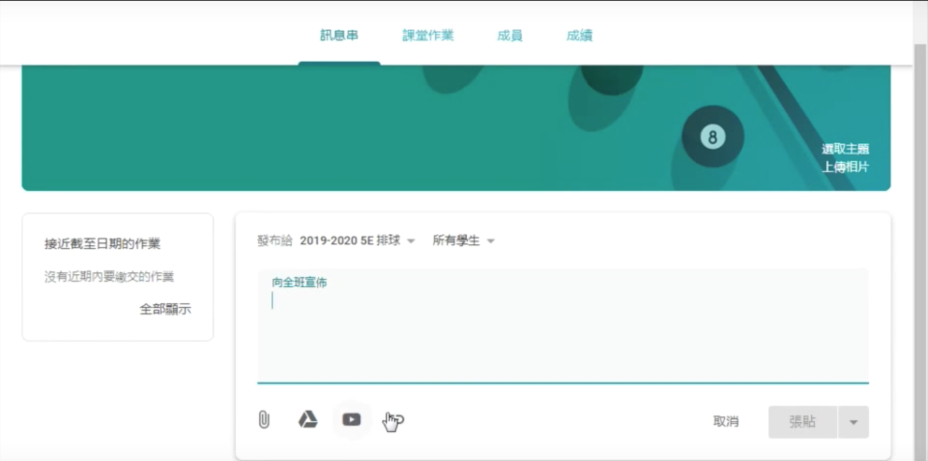 訊息串 課堂作業 成員 成績
8
選取主題
上傳相片
接近截至日期的作業
沒有近期內要繳交的作業
全部顯示
發布給 2019-2020 5E 排球 所有學生
向全班宣佈
取消 張貼